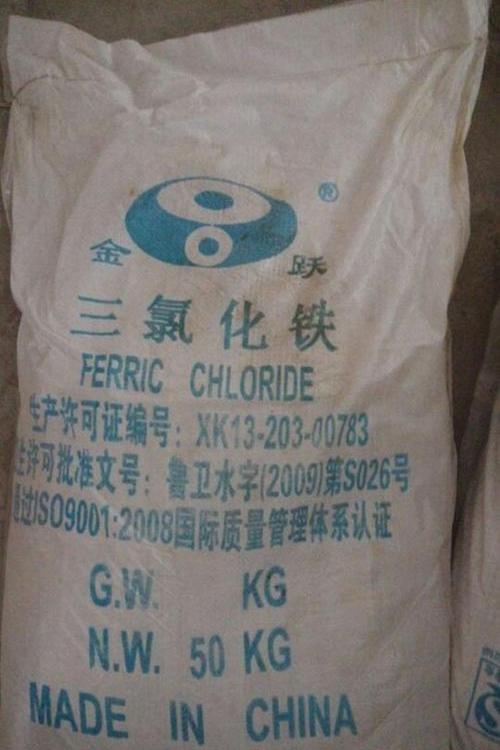 ®
金 跃
三氯化铁
FERRIC CHLORIDE
生产许可证编号：XK13-203-00783
生许可批准文号：鲁卫水字(2009)第S026号
通过ISO9001:2008国际质量管理体系认证
G.W. KG
N.W. 50 KG
MADE IN CHINA